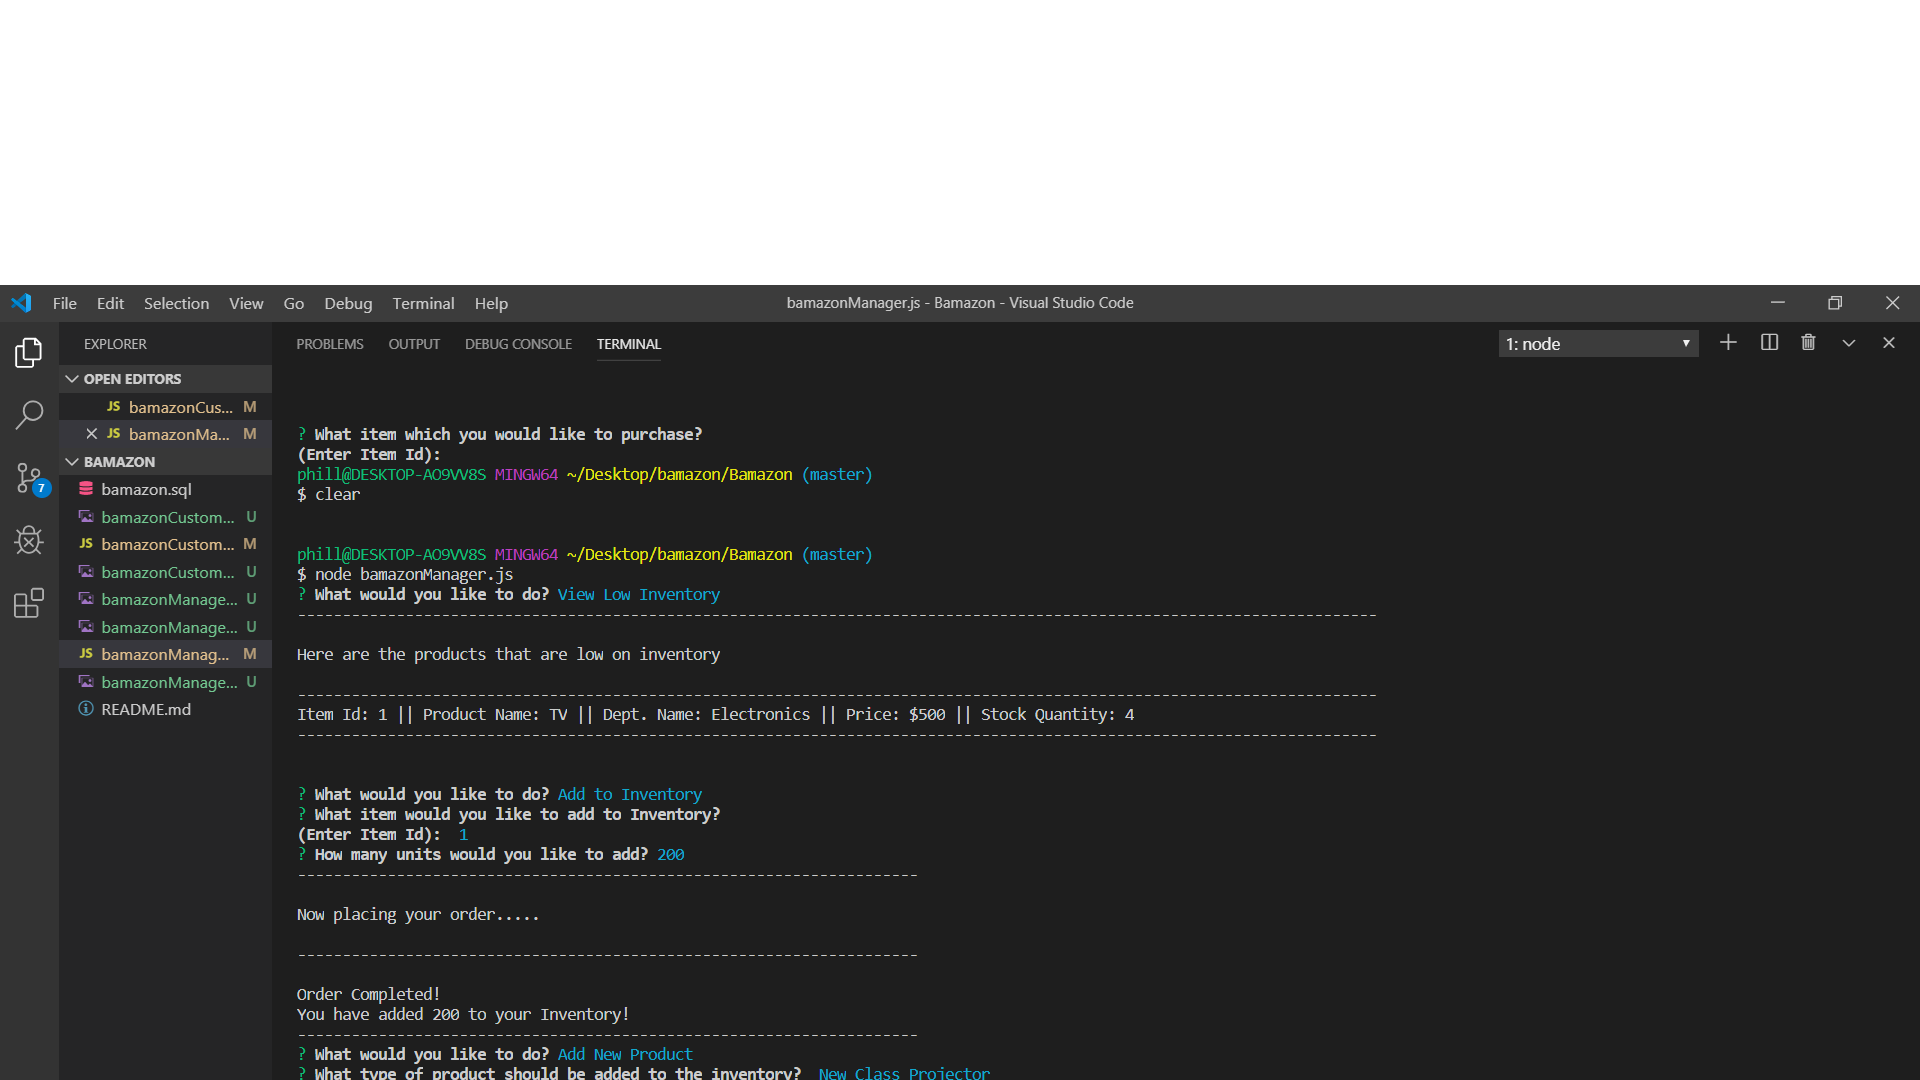 File Edit Selection View Go Debug Terminal Help
bamazonManager.js - Bamazon - Visual Studio Code
EXPLORER
OPEN EDITORS
JS bamazonCus... M
JS bamazonMa... M
BAMAZON
bamazon.sql
7
bamazonCustom... U
JS bamazonCustom... M
bamazonCustom... U
bamazonManage... U
bamazonManage... U
JS bamazonManag... M
bamazonManage... U
README.md
PROBLEMS OUTPUT DEBUG CONSOLE TERMINAL
1: node
? What item which you would like to purchase?
(Enter Item Id):
phill@DESKTOP-AO9VV8S MINGW64 ~/Desktop/bamazon/Bamazon (master)
$ clear
phill@DESKTOP-AO9VV8S MINGW64 ~/Desktop/bamazon/Bamazon (master)
$ node bamazonManager.js
? What would you like to do? View Low Inventory
------------------------------------------------------------------------------------------------------------------------
Here are the products that are low on inventory
------------------------------------------------------------------------------------------------------------------------
Item Id: 1 || Product Name: TV || Dept. Name: Electronics || Price: $500 || Stock Quantity: 4
------------------------------------------------------------------------------------------------------------------------
? What would you like to do? Add to Inventory
? What item would you like to add to Inventory?
(Enter Item Id):  1
? How many units would you like to add? 200
---------------------------------------------------------------------
Now placing your order.....
---------------------------------------------------------------------
Order Completed!
You have added 200 to your Inventory!
---------------------------------------------------------------------
? What would you like to do? Add New Product
? What type of product should be added to the inventory?  New Class Projector